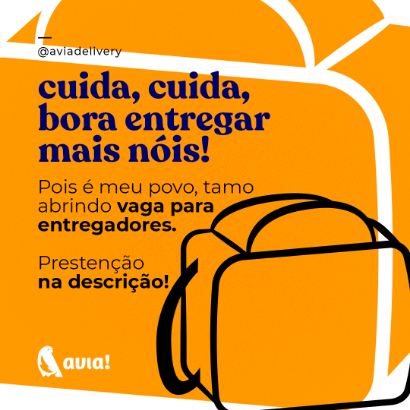 @aviadelivery
cuida, cuida,
bora entregar
mais nóis!
Pois é meu povo, tamo
abrindo vaga para
entregadores.
Prestenção
na descrição!
avia!